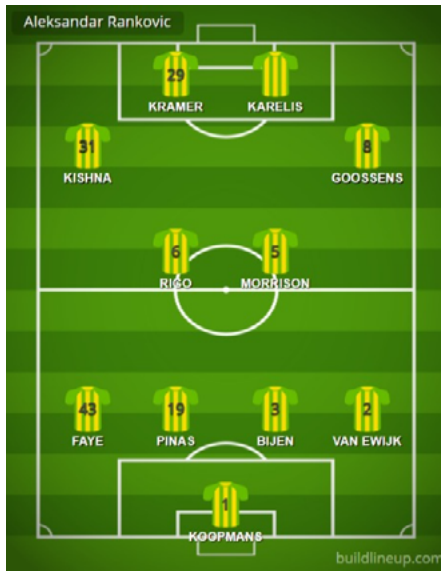 Aleksandar Rankovic
29
KRAMER KARELIS
31 8
KISHNA GOOSSENS
6 5
RIGO MORRISON
43 19 3 2
FAYE PINAS BIJEN VAN EWIJK
1
KOOPMANS
buildlineup.com